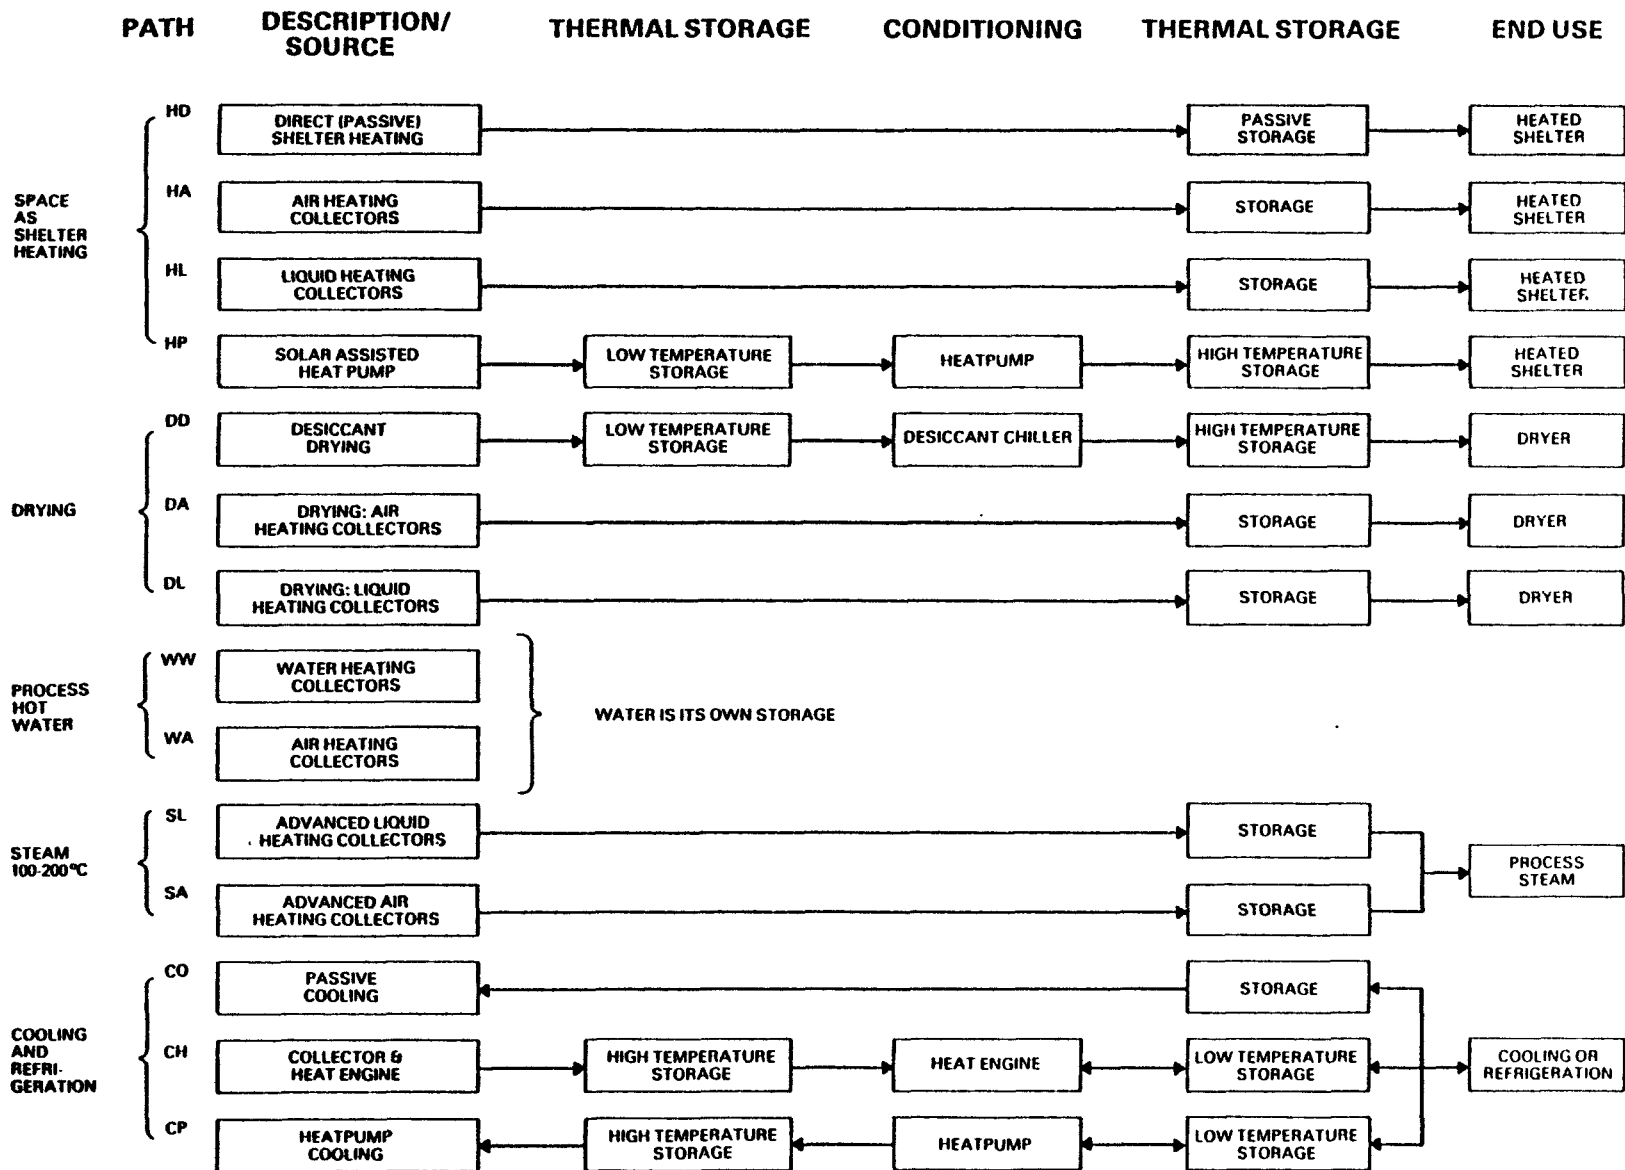 PATH
DESCRIPTION/
SOURCE
THERMAL STORAGE
CONDITIONING
THERMAL STORAGE
END USE
SPACE
AS
SHELTER
HEATING
HD
DIRECT (PASSIVE)
SHELTER HEATING
PASSIVE
STORAGE
HEATED
SHELTER
HA
AIR HEATING
COLLECTORS
STORAGE
HEATED
SHELTER
HL
LIQUID HEATING
COLLECTORS
STORAGE
HEATED
SHELTER
HP
SOLAR ASSISTED
HEAT PUMP
LOW TEMPERATURE
STORAGE
HEATPUMP
HIGH TEMPERATURE
STORAGE
HEATED
SHELTER
DRYING
DD
DESICCANT
DRYING
LOW TEMPERATURE
STORAGE
DESICCANT CHILLER
HIGH TEMPERATURE
STORAGE
DRYER
DA
DRYING: AIR
HEATING COLLECTORS
STORAGE
DRYER
DL
DRYING: LIQUID
HEATING COLLECTORS
STORAGE
DRYER
PROCESS
HOT
WATER
WW
WATER HEATING
COLLECTORS
WA
AIR HEATING
COLLECTORS
WATER IS ITS OWN STORAGE
STEAM
100-200°C
SL
ADVANCED LIQUID
HEATING COLLECTORS
STORAGE
SA
ADVANCED AIR
HEATING COLLECTORS
STORAGE
PROCESS
STEAM
COOLING
AND
REFRI-
GERATION
CO
PASSIVE
COOLING
STORAGE
CH
COLLECTOR &
HEAT ENGINE
HIGH TEMPERATURE
STORAGE
HEAT ENGINE
LOW TEMPERATURE
STORAGE
COOLING OR
REFRIGERATION
CP
HEATPUMP
COOLING
HIGH TEMPERATURE
STORAGE
HEATPUMP
LOW TEMPERATURE
STORAGE